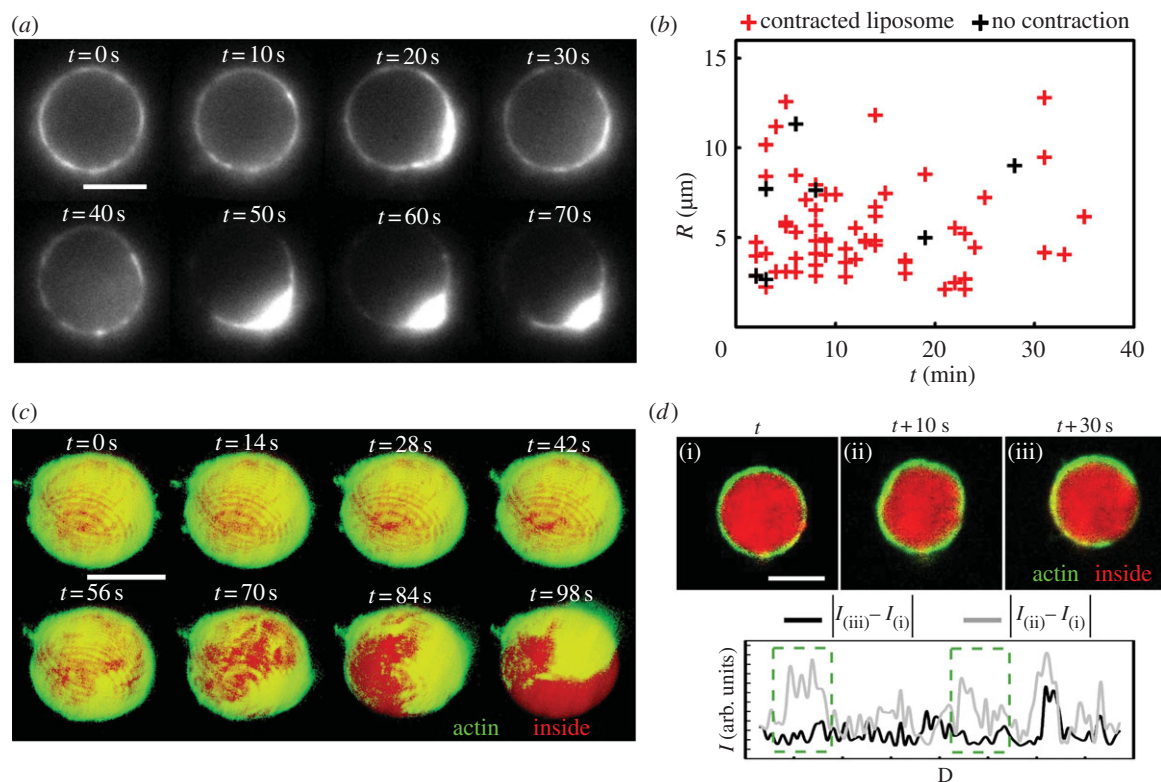 (a)
t=0 s t=10 s t=20 s t=30 s
t=40 s t=50 s t=60 s t=70 s
(b)
contracted liposome no contraction
15
10
5
0 10 20 30 40
R (µm)
t (min)
(c)
t=0 s t=14 s t=28 s t=42 s
t=56 s t=70 s t=84 s t=98 s
actin inside
(d)
t t+10 s t+30 s
(i) (ii) (iii)
actin inside
|I(iii)−I(i)| |I(ii)−I(i)|
I (arb. units)
D